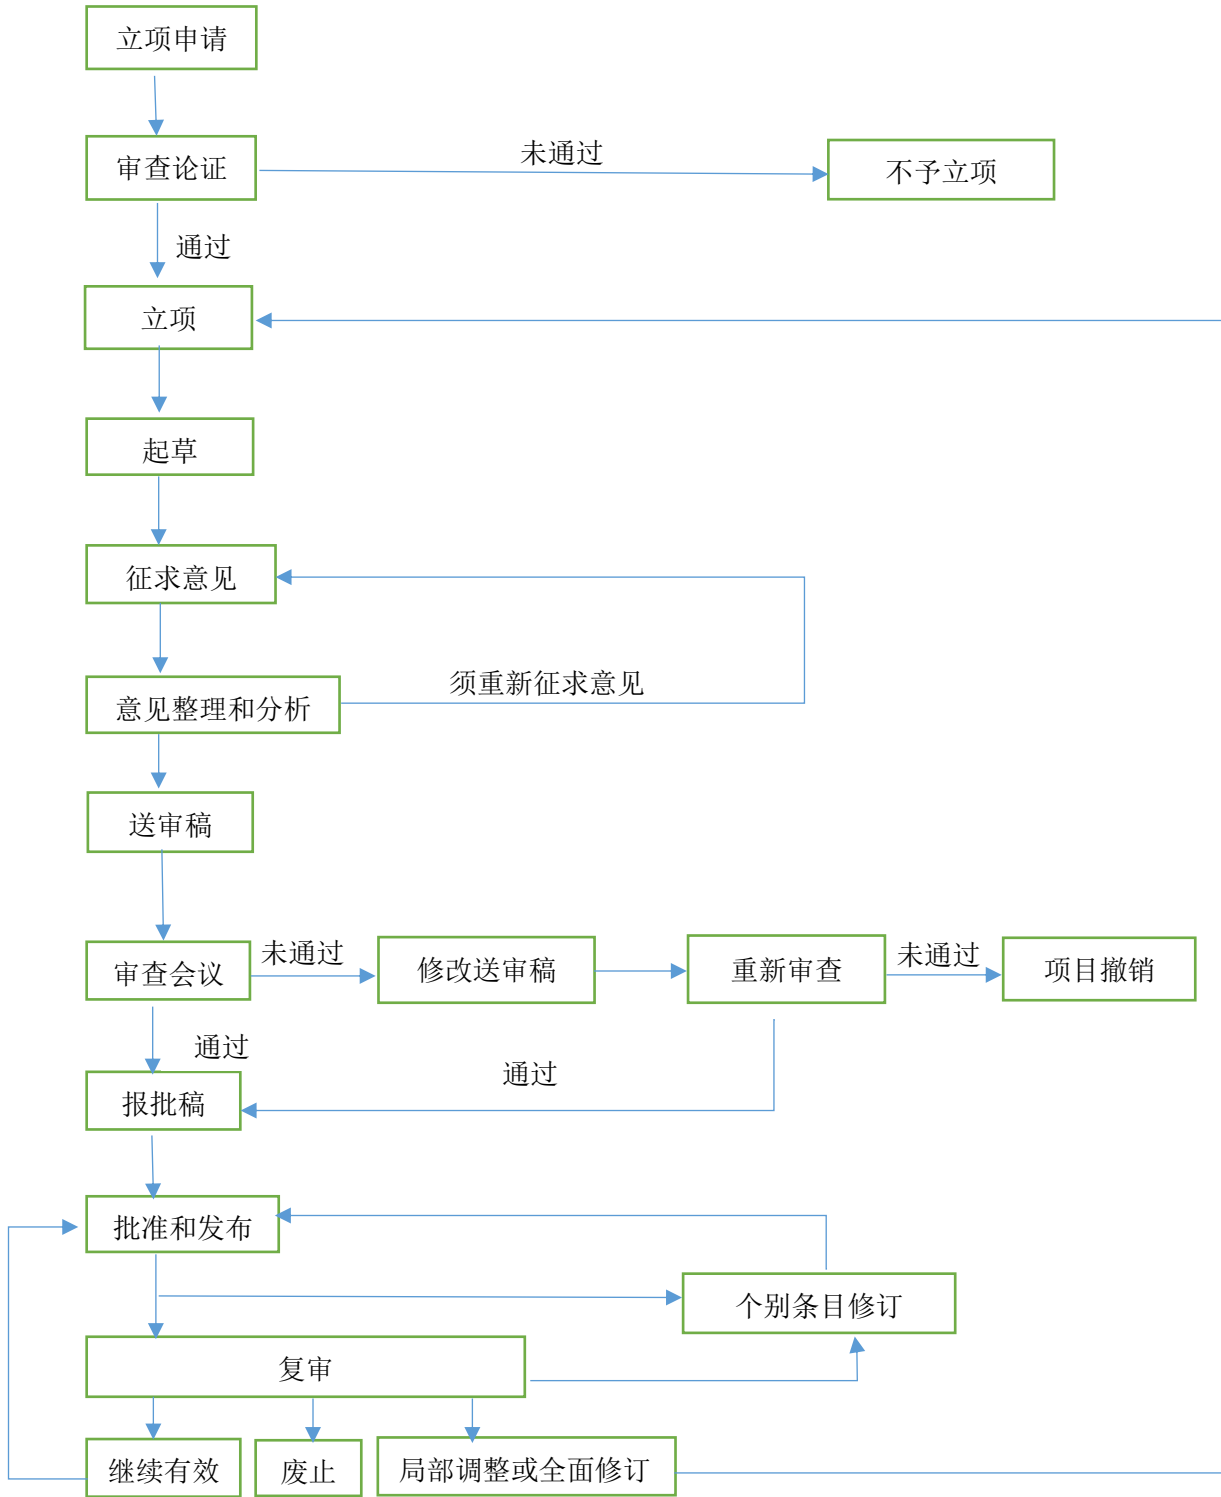 立项申请
审查论证
未通过
不予立项
通过
立项
起草
征求意见
须重新征求意见
意见整理和分析
送审稿
审查会议
未通过
修改送审稿
重新审查
未通过
项目撤销
通过
通过
报批稿
批准和发布
个别条目修订
复审
继续有效
废止
局部调整或全面修订